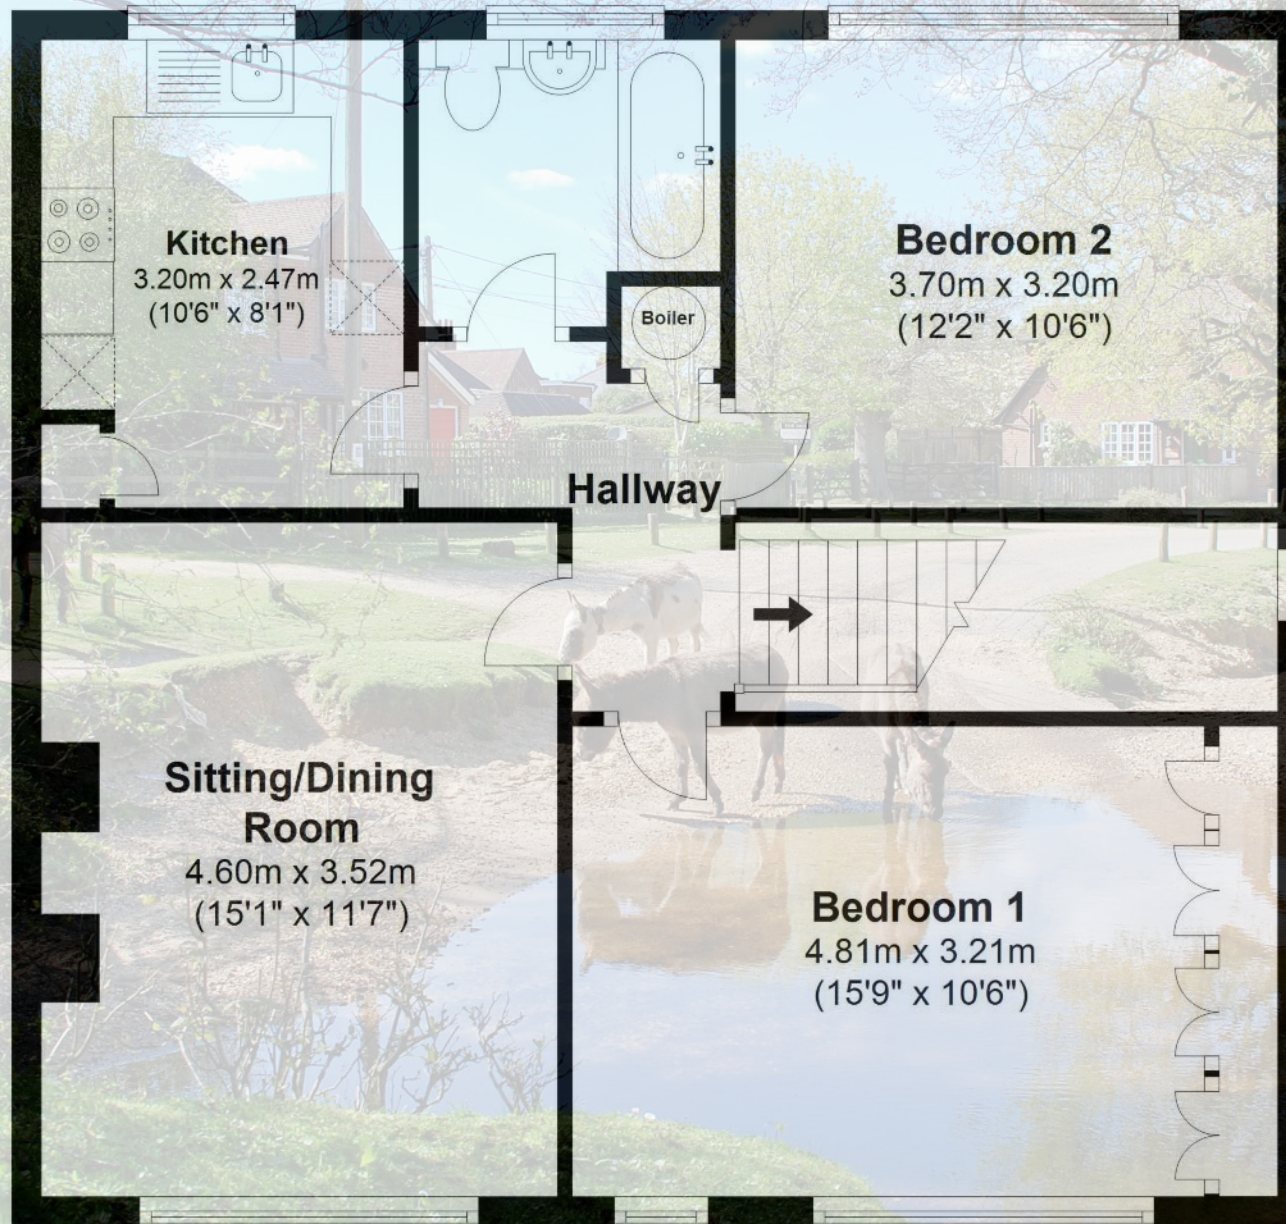 Kitchen
3.20m x 2.47m
(10'6" x 8'1")
Boiler
Bedroom 2
3.70m x 3.20m
(12'2" x 10'6")
Hallway
Sitting/Dining
Room
4.60m x 3.52m
(15'1" x 11'7")
Bedroom 1
4.81m x 3.21m
(15'9" x 10'6")